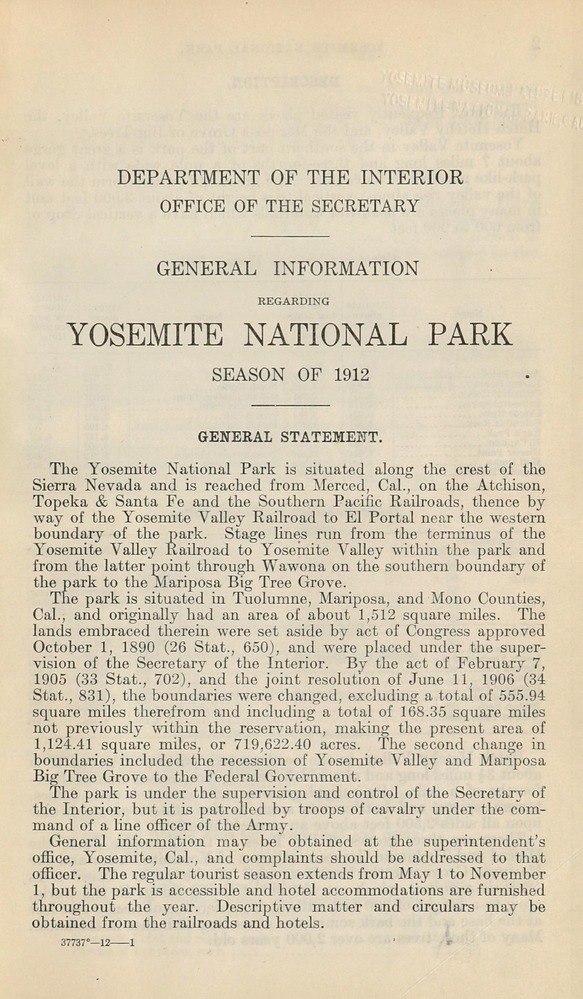 YOSEMITE MUSEUM
YOSEMITE NATIONAL PARK, CAL
DEPARTMENT OF THE INTERIOR
OFFICE OF THE SECRETARY
GENERAL INFORMATION
REGARDING
YOSEMITE NATIONAL PARK
SEASON OF 1912
GENERAL STATEMENT.
The Yosemite National Park is situated along the crest of the
Sierra Nevada and is reached from Merced, Cal., on the Atchison,
Topeka & Santa Fe and the Southern Pacific Railroads, thence by
way of the Yosemite Valley Railroad to El Portal near the western
boundary of the park. Stage lines run from the terminus of the
Yosemite Valley Railroad to Yosemite Valley within the park and
from the latter point through Wawona on the southern boundary of
the park to the Mariposa Big Tree Grove.
The park is situated in Tuolumne, Mariposa, and Mono Counties,
Cal., and originally had an area of about 1,512 square miles. The
lands embraced therein were set aside by act of Congress approved
October 1, 1890 (26 Stat., 650), and were placed under the super-
vision of the Secretary of the Interior. By the act of February 7,
1905 (33 Stat., 702), and the joint resolution of June 11, 1906 (34
Stat., 831), the boundaries were changed, excluding a total of 555.94
square miles therefrom and including a total of 168.35 square miles
not previously within the reservation, making the present area of
1,124.41 square miles, or 719,622.40 acres. The second change in
boundaries included the recession of Yosemite Valley and Mariposa
Big Tree Grove to the Federal Government.
The park is under the supervision and control of the Secretary of
the Interior, but it is patrolled by troops of cavalry under the com-
mand of a line officer of the Army.
General information may be obtained at the superintendent's
office, Yosemite, Cal., and complaints should be addressed to that
officer. The regular tourist season extends from May 1 to November
1, but the park is accessible and hotel accommodations are furnished
throughout the year. Descriptive matter and circulars may be
obtained from the railroads and hotels.
37737°—12——1